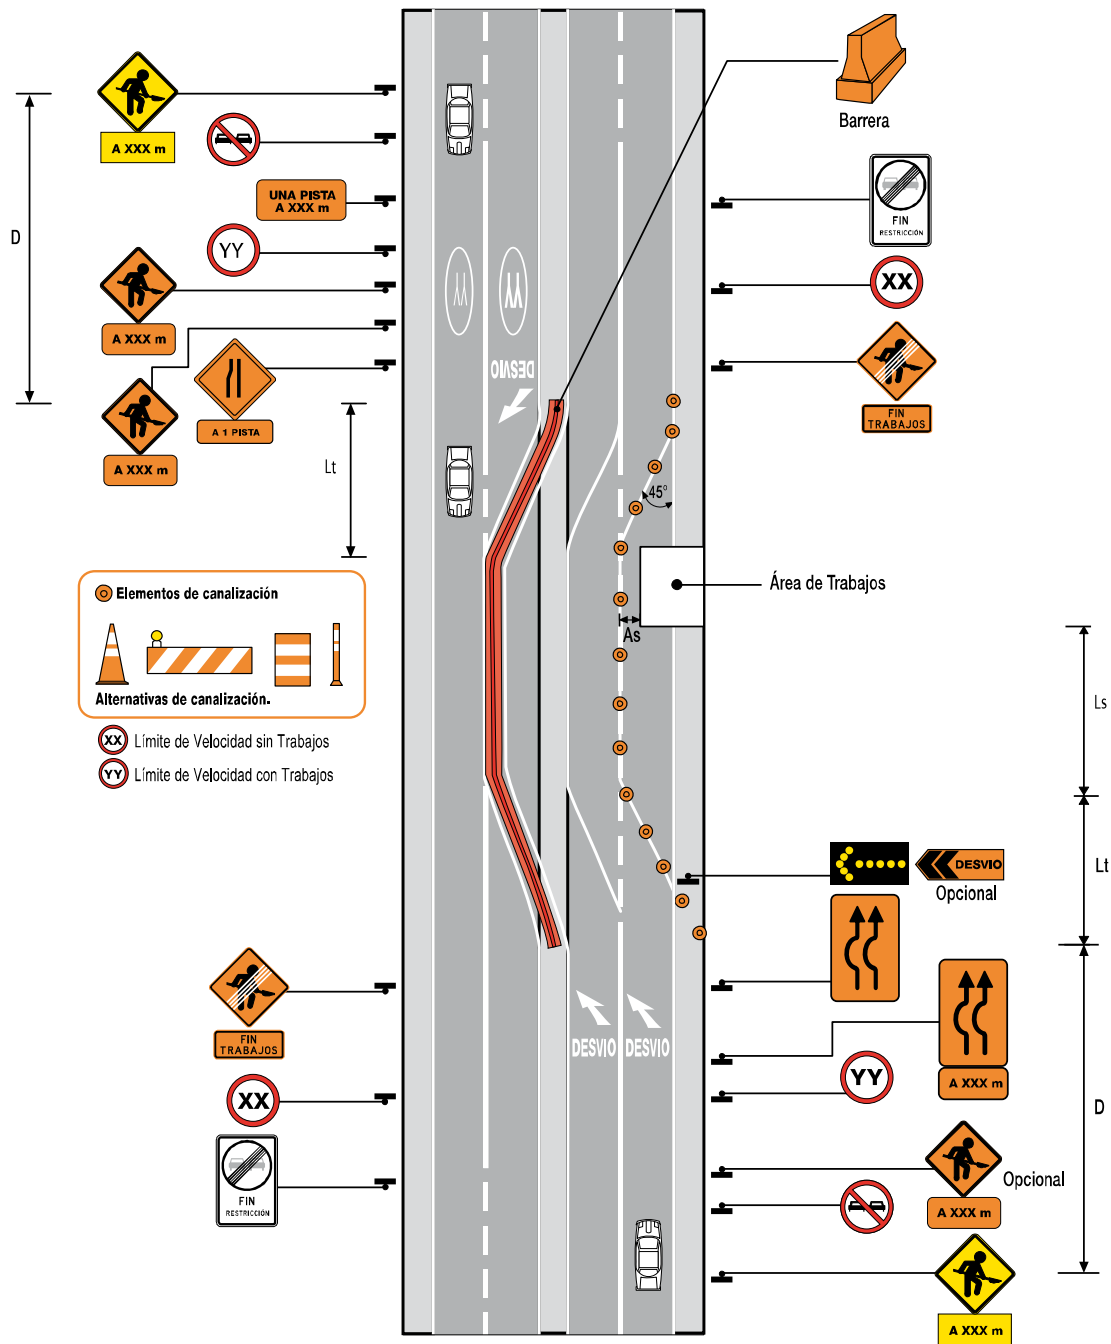 A XXX m
D
UNA PISTA
A XXX m
YY
A XXX m
A 1 PISTA
A XXX m
Lt
YY
YY
DESVIO
Barrera
FIN
RESTRICCIÓN
XX
FIN
TRABAJOS
45°
Área de Trabajos
As
Elementos de canalización
Alternativas de canalización.
XX Límite de Velocidad sin Trabajos
YY Límite de Velocidad con Trabajos
Ls
Lt
DESVIO
Opcional
DESVIO DESVIO
A XXX m
YY
D
Opcional
A XXX m
A XXX m
FIN
TRABAJOS
XX
FIN
RESTRICCIÓN